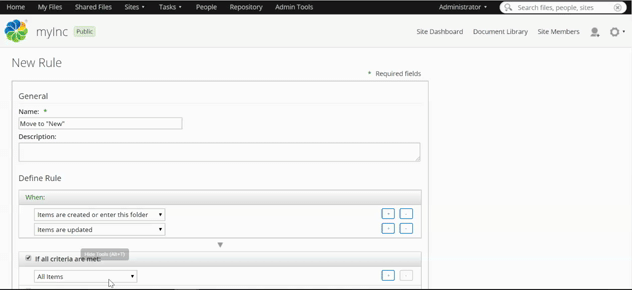 Home My Files Shared Files Sites Tasks People Repository Admin Tools Administrator Search files, people, sites
myInc Public Site Dashboard Document Library Site Members
New Rule
* Required fields
General
Name: *
Move to "New"
Description:
Define Rule
When:
Items are created or enter this folder
Items are updated
If all criteria are met:
All Items